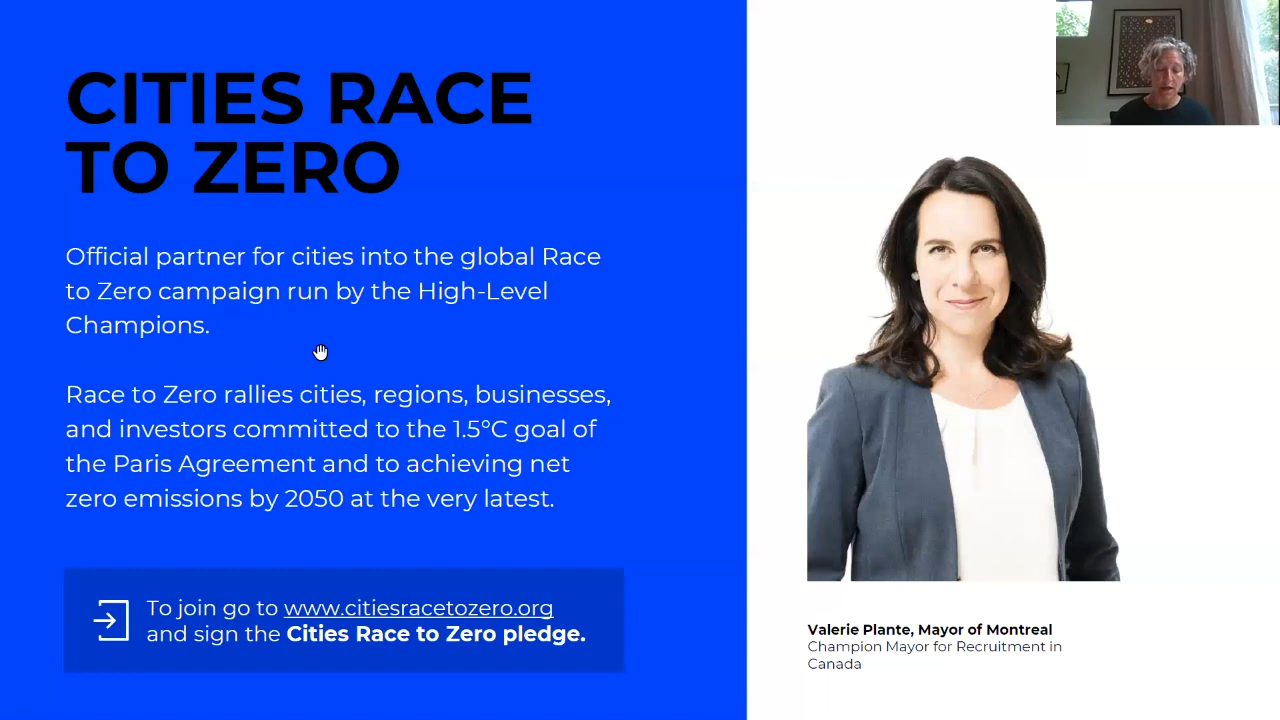 CITIES RACE
TO ZERO
Official partner for cities into the global Race
to Zero campaign run by the High-Level
Champions.
Race to Zero rallies cities, regions, businesses,
and investors committed to the 1.5°C goal of
the Paris Agreement and to achieving net
zero emissions by 2050 at the very latest.
To join go to www.citiesracetozero.org
and sign the Cities Race to Zero pledge.
Valerie Plante, Mayor of Montreal
Champion Mayor for Recruitment in
Canada